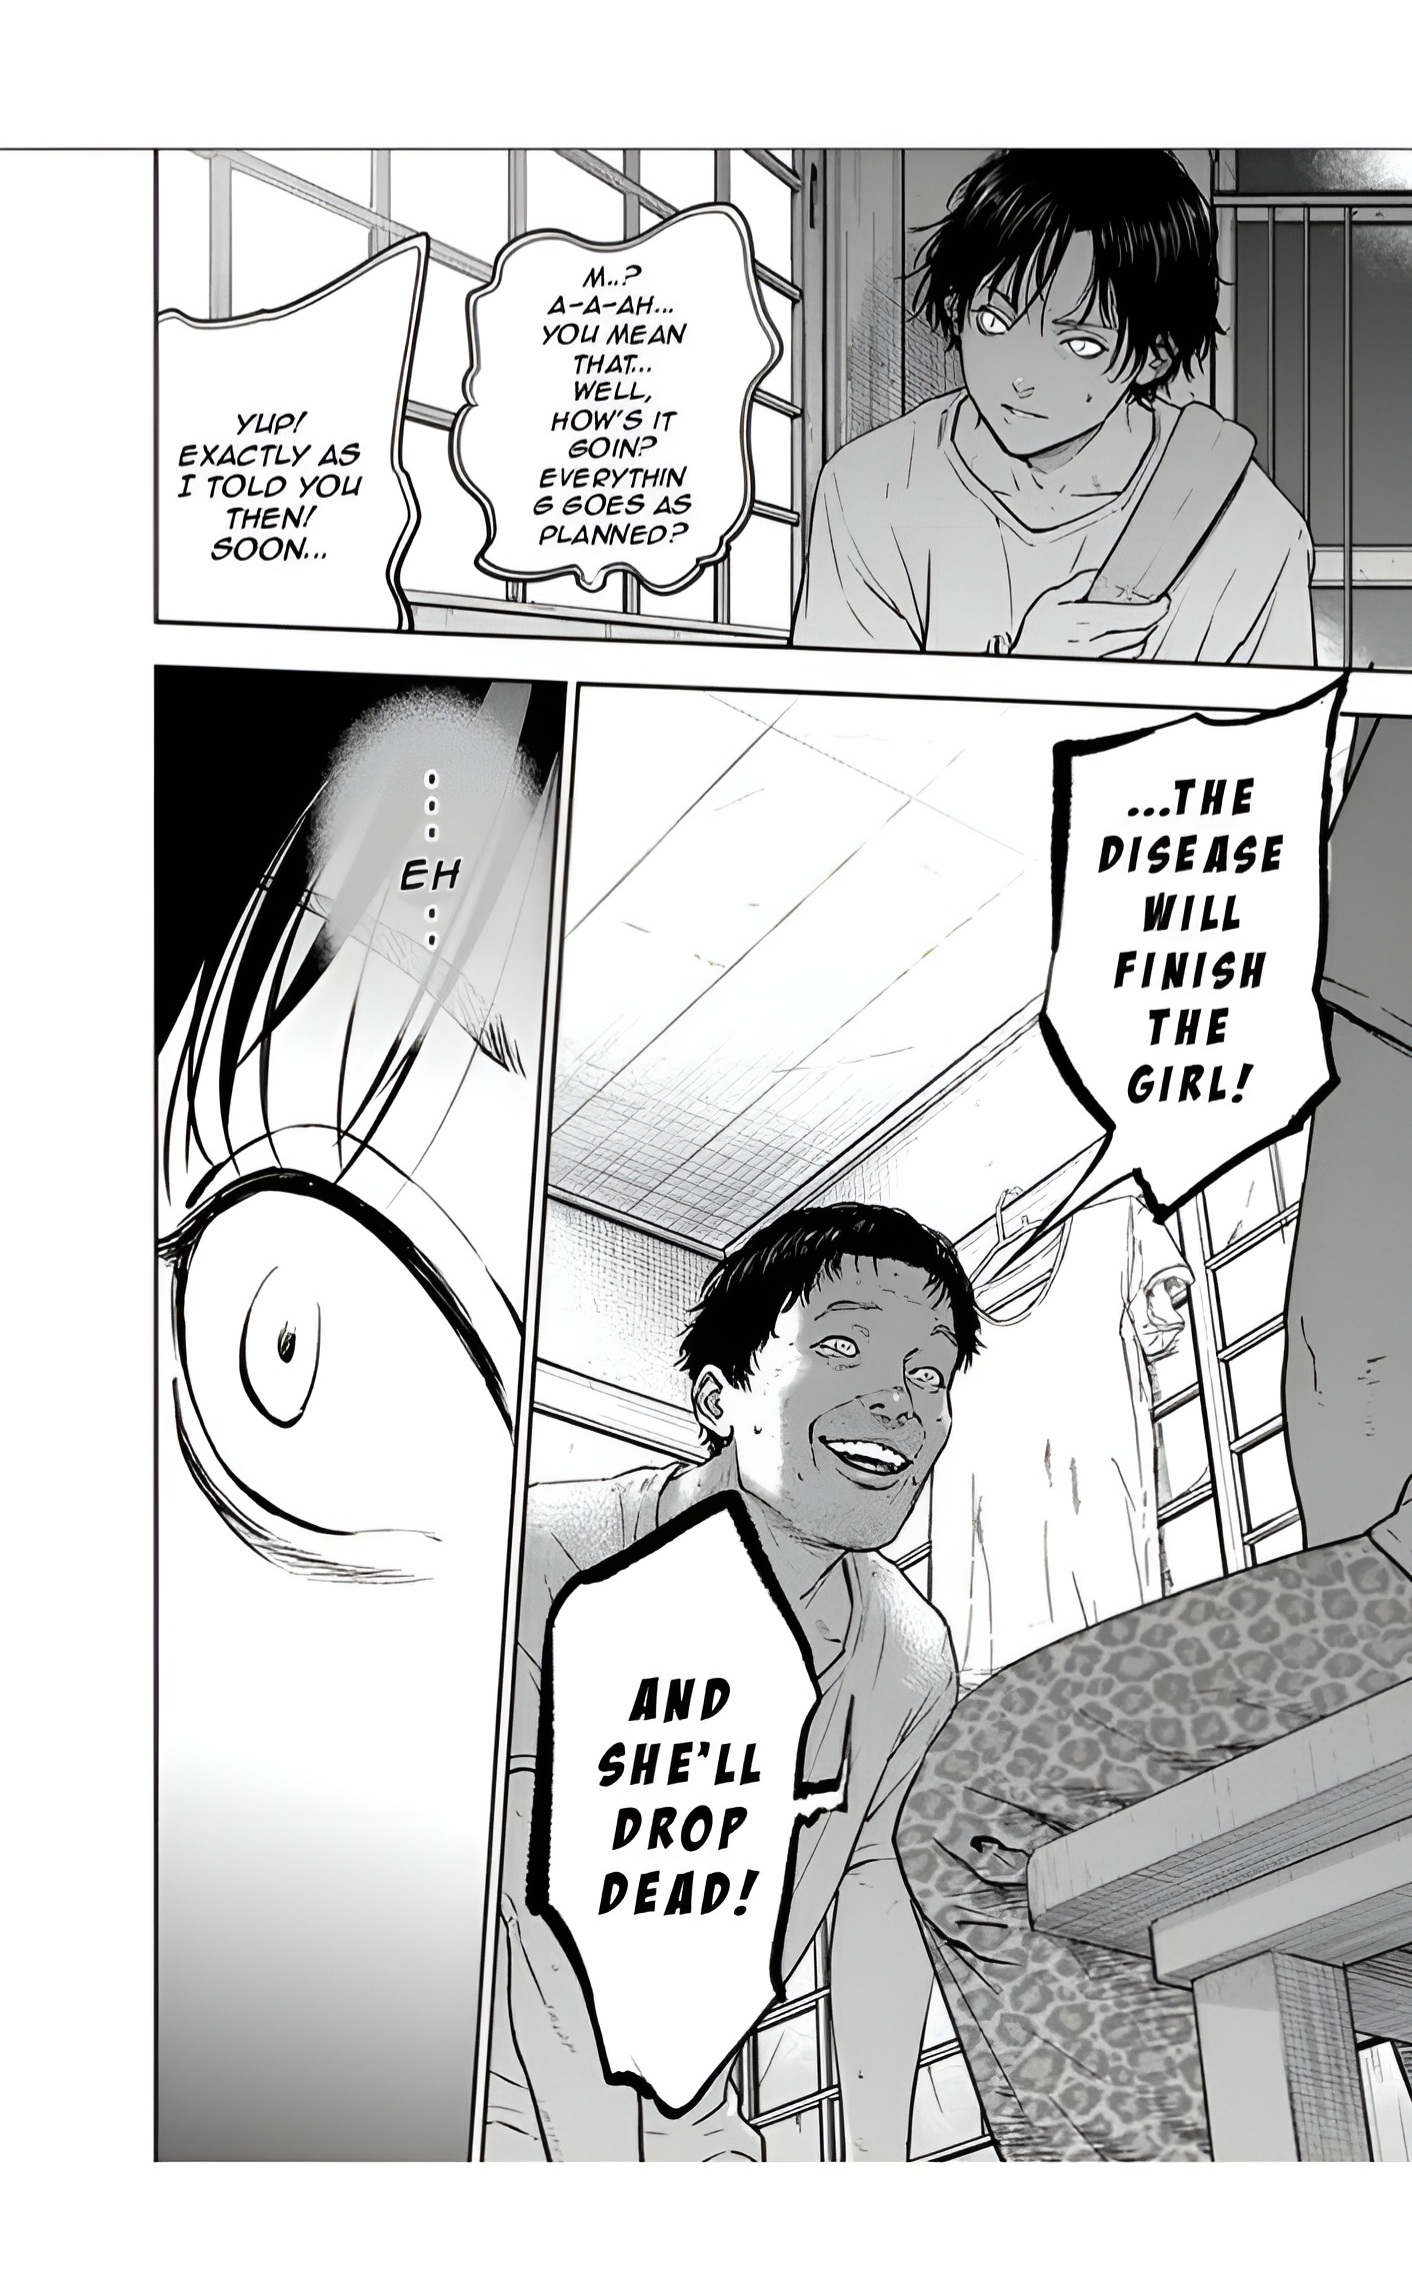 M..?
A-A-AH...
YOU MEAN
THAT...
WELL,
HOW'S IT
GOIN?
EVERYTHIN
G GOES AS
PLANNED?
YUP!
EXACTLY AS
I TOLD YOU
THEN!
SOON...
...THE
DISEASE
WILL
FINISH
THE
GIRL!
AND
SHE'LL
DROP
DEAD!
...
EH
...